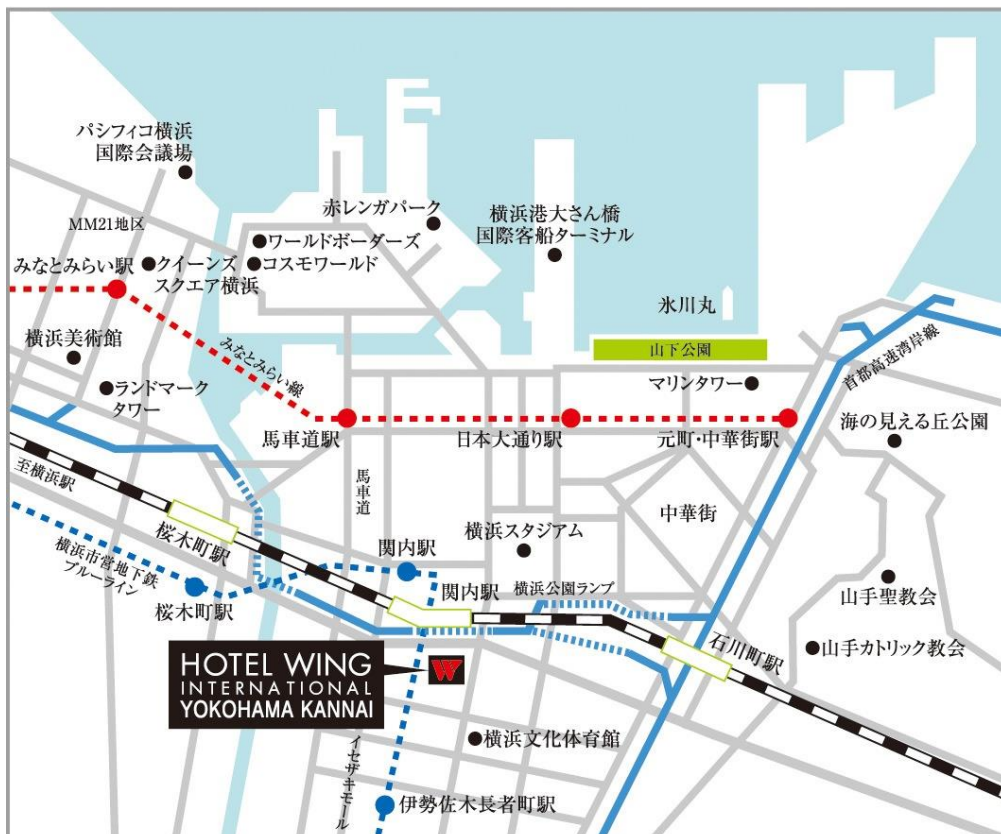 パシフィコ横浜
国際会議場
赤レンガパーク
横浜港大さん橋
国際客船ターミナル
MM21地区
ワールドボーダーズ
みなとみらい駅
クイーンズ
スクエア横浜
コスモワールド
氷川丸
横浜美術館
みなとみらい線
山下公園
首都高速湾岸線
ランドマーク
タワー
マリンタワー
馬車道駅
日本大通り駅
元町・中華街駅
海の見える丘公園
至横浜駅
馬車道
中華街
桜木町駅
関内駅
横浜スタジアム
横浜市営地下鉄
ブルーライン
関内駅
横浜公園ランプ
桜木町駅
山手聖教会
石川町駅
山手カトリック教会
HOTEL WING
INTERNATIONAL
YOKOHAMA KANNAI
W
横浜文化体育館
イセザキモール
伊勢佐木長者町駅